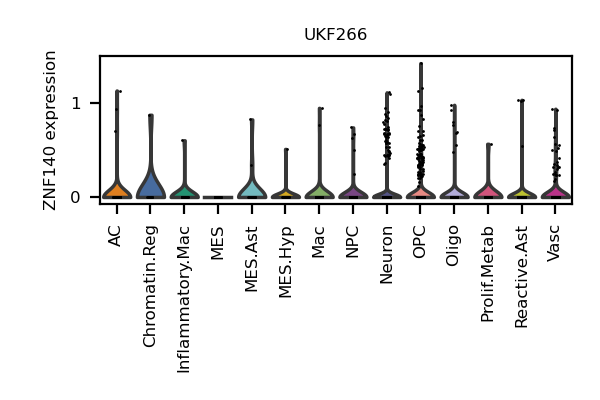 UKF266
ZNF140 expression
1
0
AC
Chromatin.Reg
Inflammatory.Mac
MES
MES.Ast
MES.Hyp
Mac
NPC
Neuron
OPC
Oligo
Prolif.Metab
Reactive.Ast
Vasc